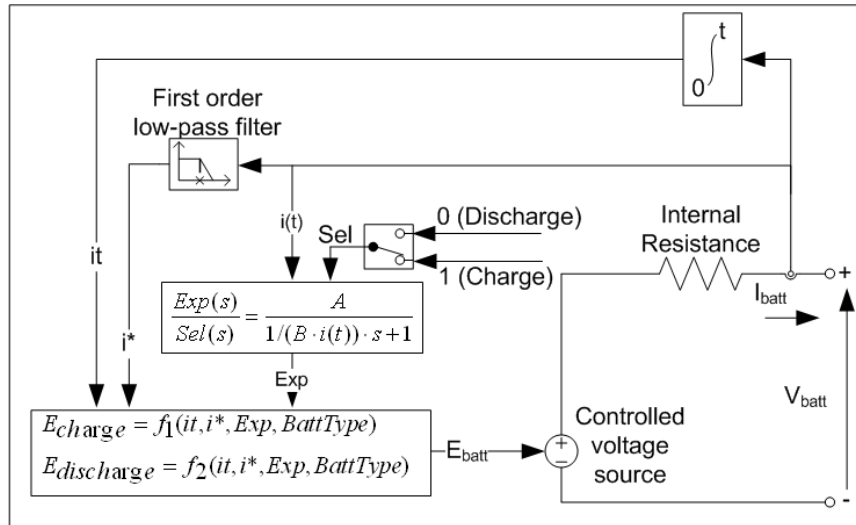 t
0
First order
low-pass filter
i(t)
Sel
0 (Discharge)
1 (Charge)
Internal
Resistance
+
I_batt
it
i*
Exp(s)/Sel(s) = A/(1/(B·i(t))·s+1)
Exp
V_batt
E_charge = f_1(it,i*,Exp,BattType)
E_discharge = f_2(it,i*,Exp,BattType)
E_batt
+
−
Controlled
voltage
source
-